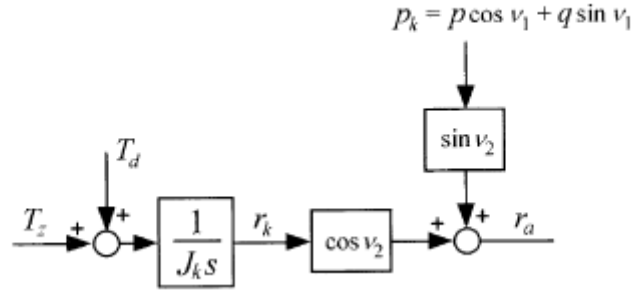 p_k = p cos ν_1 + q sin ν_1
sin ν_2
T_d
+
T_z
+
1
J_k s
r_k
cos ν_2
+
+
r_a